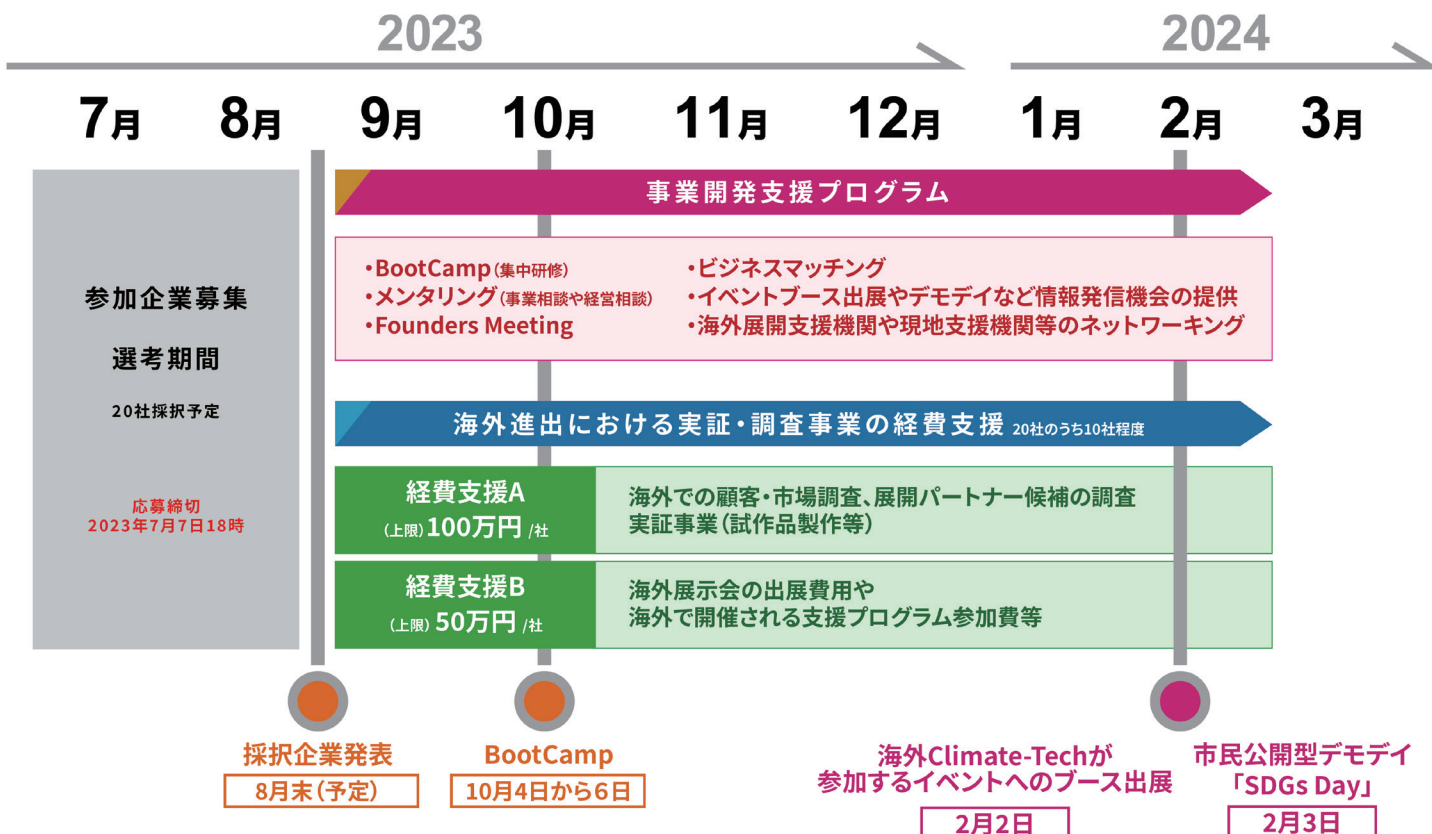 2023
2024
7月 8月 9月 10月 11月 12月 1月 2月 3月
参加企業募集
選考期間
20社採択予定
応募締切
2023年7月7日18時
事業開発支援プログラム
・BootCamp（集中研修）
・メンタリング（事業相談や経営相談）
・Founders Meeting
・ビジネスマッチング
・イベントブース出展やデモデイなど情報発信機会の提供
・海外展開支援機関や現地支援機関等のネットワーキング
海外進出における実証・調査事業の経費支援 20社のうち10社程度
経費支援A
（上限）100万円 /社
海外での顧客・市場調査、展開パートナー候補の調査
実証事業（試作品製作等）
経費支援B
（上限）50万円 /社
海外展示会の出展費用や
海外で開催される支援プログラム参加費等
採択企業発表
8月末（予定）
BootCamp
10月4日から6日
海外Climate-Techが
参加するイベントへのブース出展
2月2日
市民公開型デモデイ
「SDGs Day」
2月3日